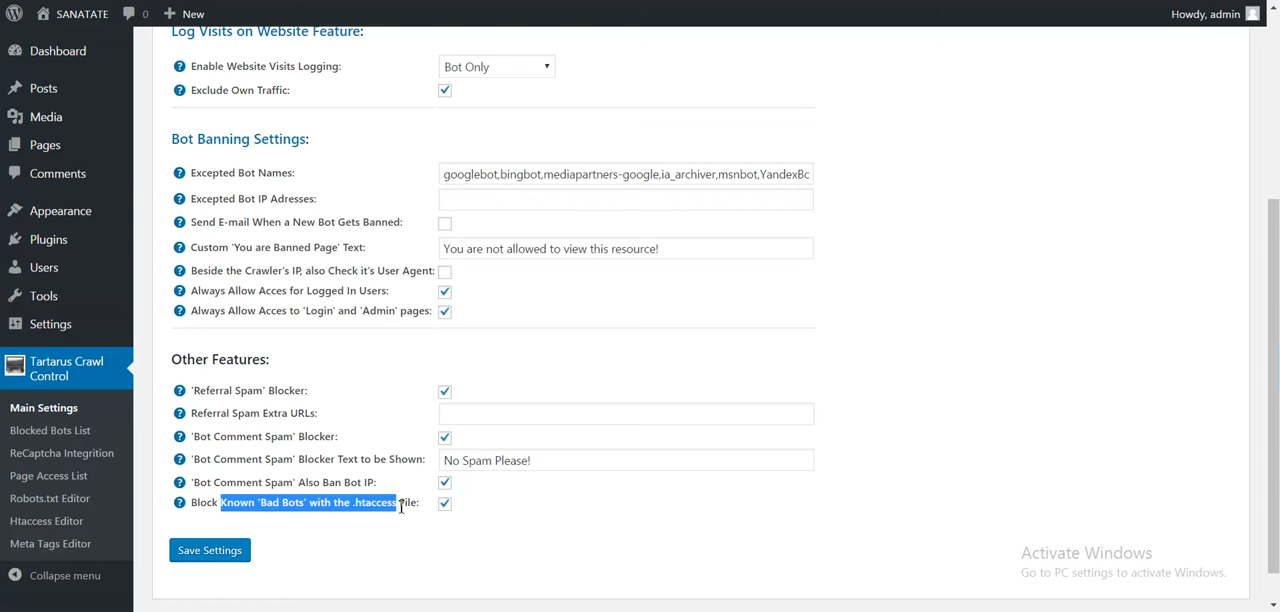 SANATATE 0 New Howdy, admin
Dashboard
Posts
Media
Pages
Comments
Appearance
Plugins
Users
Tools
Settings
Tartarus Crawl
Control
Main Settings
Blocked Bots List
ReCaptcha Integrition
Page Access List
Robots.txt Editor
Htaccess Editor
Meta Tags Editor
Collapse menu
Log Visits on Website Feature:
Enable Website Visits Logging: Bot Only
Exclude Own Traffic:
Bot Banning Settings:
Excepted Bot Names: googlebot,bingbot,mediapartners-google,ia_archiver,msnbot,YandexBc
Excepted Bot IP Adresses:
Send E-mail When a New Bot Gets Banned:
Custom 'You are Banned Page' Text: You are not allowed to view this resource!
Beside the Crawler's IP, also Check it's User Agent:
Always Allow Acces for Logged In Users:
Always Allow Acces to 'Login' and 'Admin' pages:
Other Features:
'Referral Spam' Blocker:
Referral Spam Extra URLs:
'Bot Comment Spam' Blocker:
'Bot Comment Spam' Blocker Text to be Shown: No Spam Please!
'Bot Comment Spam' Also Ban Bot IP:
Block Known 'Bad Bots' with the .htaccess file:
Save Settings
Activate Windows
Go to PC settings to activate Windows.